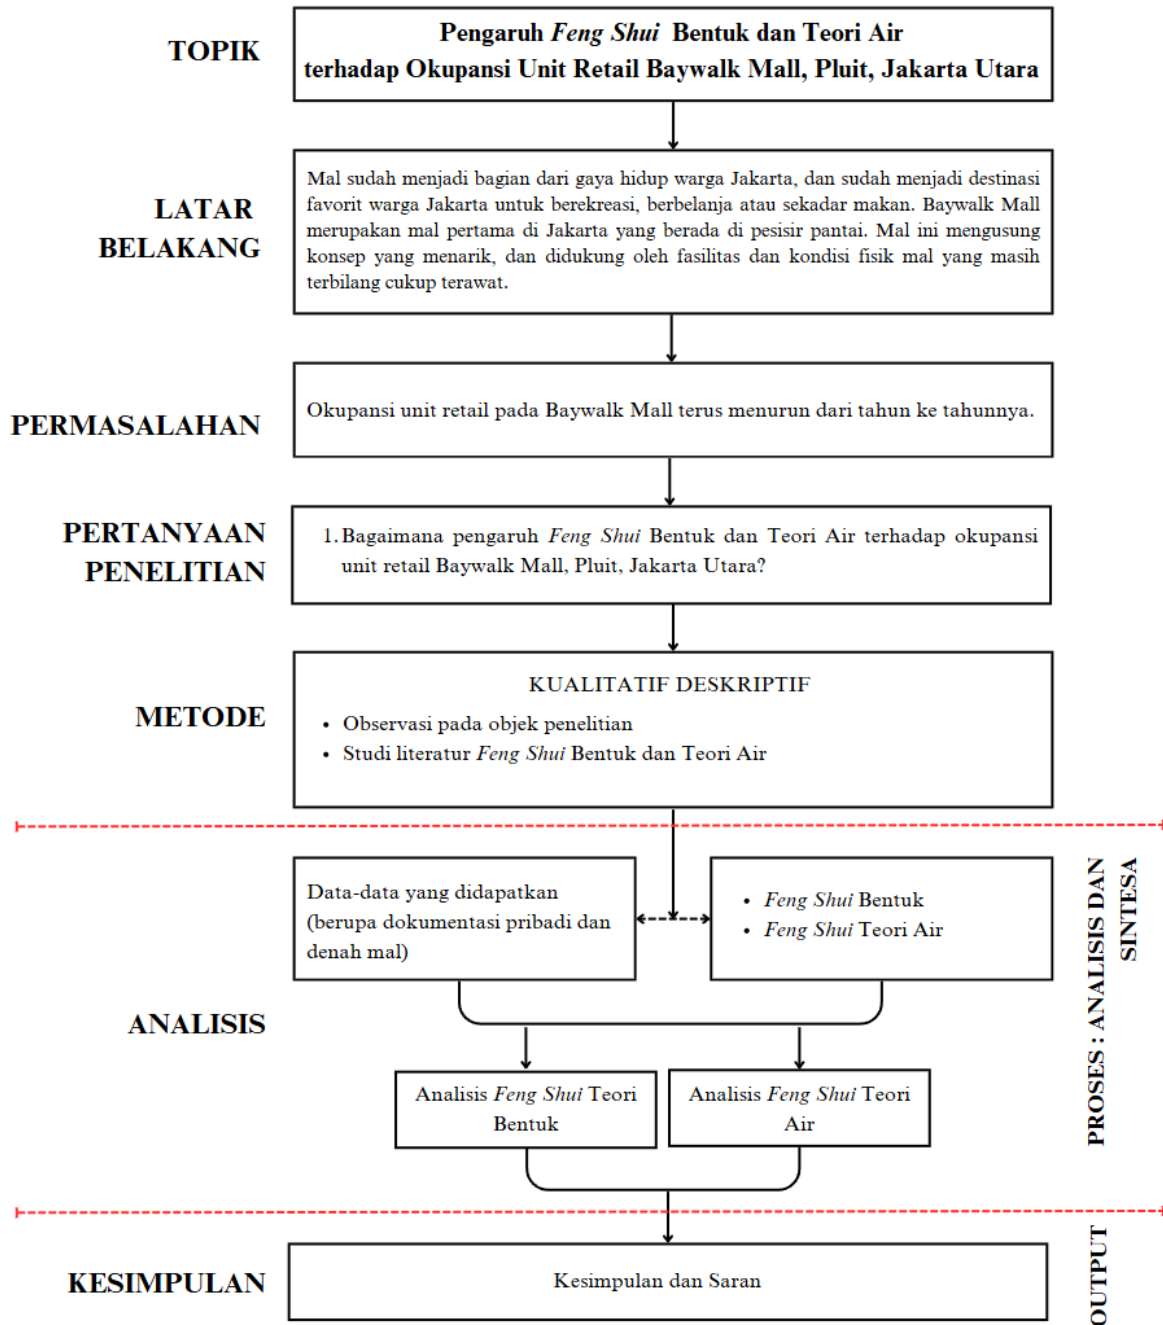 TOPIK
Pengaruh Feng Shui Bentuk dan Teori Air
terhadap Okupansi Unit Retail Baywalk Mall, Pluit, Jakarta Utara
LATAR
BELAKANG
Mal sudah menjadi bagian dari gaya hidup warga Jakarta, dan sudah menjadi destinasi
favorit warga Jakarta untuk berekreasi, berbelanja atau sekadar makan. Baywalk Mall
merupakan mal pertama di Jakarta yang berada di pesisir pantai. Mal ini mengusung
konsep yang menarik, dan didukung oleh fasilitas dan kondisi fisik mal yang masih
terbilang cukup terawat.
PERMASALAHAN
Okupansi unit retail pada Baywalk Mall terus menurun dari tahun ke tahunnya.
PERTANYAAN
PENELITIAN
1. Bagaimana pengaruh Feng Shui Bentuk dan Teori Air terhadap okupansi
unit retail Baywalk Mall, Pluit, Jakarta Utara?
METODE
KUALITATIF DESKRIPTIF
• Observasi pada objek penelitian
• Studi literatur Feng Shui Bentuk dan Teori Air
ANALISIS
Data-data yang didapatkan
(berupa dokumentasi pribadi dan
denah mal)
• Feng Shui Bentuk
• Feng Shui Teori Air
Analisis Feng Shui Teori
Bentuk
Analisis Feng Shui Teori
Air
PROSES : ANALISIS DAN
SINTESA
KESIMPULAN
Kesimpulan dan Saran
OUTPUT